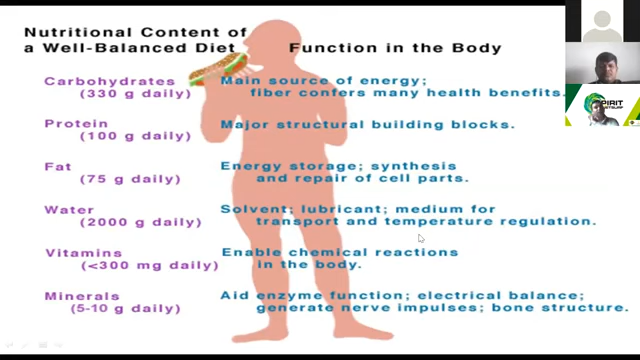 Nutritional Content of
a Well-Balanced Diet
Function in the Body
Carbohydrates
(330 g daily)
Main source of energy;
fiber confers many health benefits.
Protein
(100 g daily)
Major structural building blocks.
Fat
(75 g daily)
Energy storage; synthesis
and repair of cell parts.
Water
(2000 g daily)
Solvent; lubricant; medium for
transport and temperature regulation.
Vitamins
(<300 mg daily)
Enable chemical reactions
in the body.
Minerals
(5-10 g daily)
Aid enzyme function; electrical balance;
generate nerve impulses; bone structure.